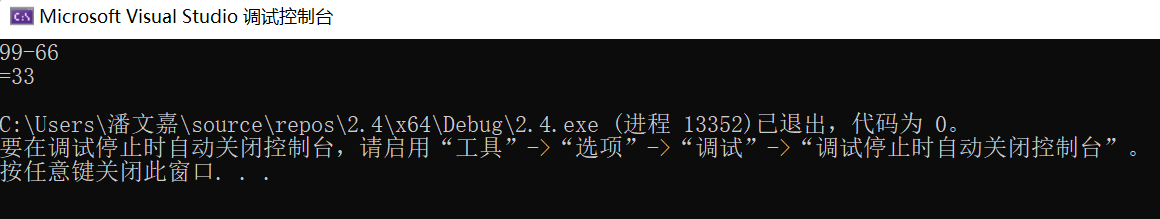 Microsoft Visual Studio 调试控制台
99-66
=33
C:\Users\潘文嘉\source\repos\2.4\x64\Debug\2.4.exe (进程 13352)已退出，代码为 0。
要在调试停止时自动关闭控制台，请启用“工具”->“选项”->“调试”->“调试停止时自动关闭控制台”。
按任意键关闭此窗口. . .